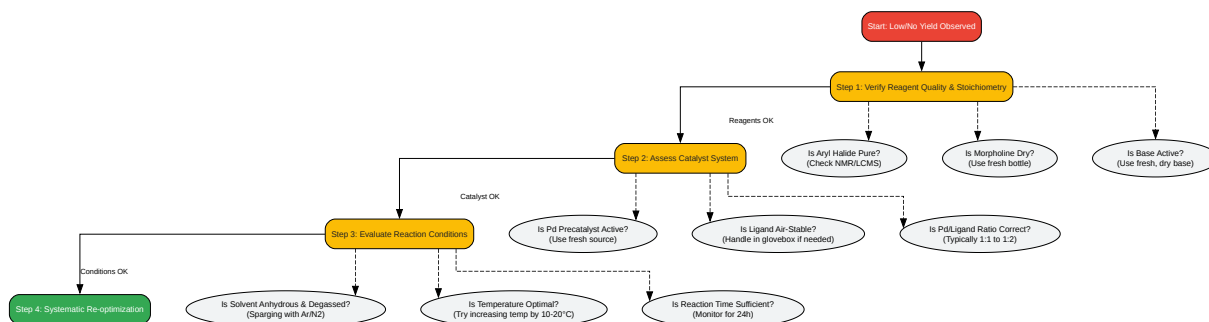 Start: Low/No Yield Observed
Step 1: Verify Reagent Quality & Stoichiometry
Reagents OK
Is Aryl Halide Pure?
(Check NMR/LCMS)
Is Morpholine Dry?
(Use fresh bottle)
Is Base Active?
(Use fresh, dry base)
Step 2: Assess Catalyst System
Catalyst OK
Is Pd Precatalyst Active?
(Use fresh source)
Is Ligand Air-Stable?
(Handle in glovebox if needed)
Is Pd/Ligand Ratio Correct?
(Typically 1:1 to 1:2)
Step 3: Evaluate Reaction Conditions
Conditions OK
Is Solvent Anhydrous & Degassed?
(Sparging with Ar/N2)
Is Temperature Optimal?
(Try increasing temp by 10-20°C)
Is Reaction Time Sufficient?
(Monitor for 24h)
Step 4: Systematic Re-optimization